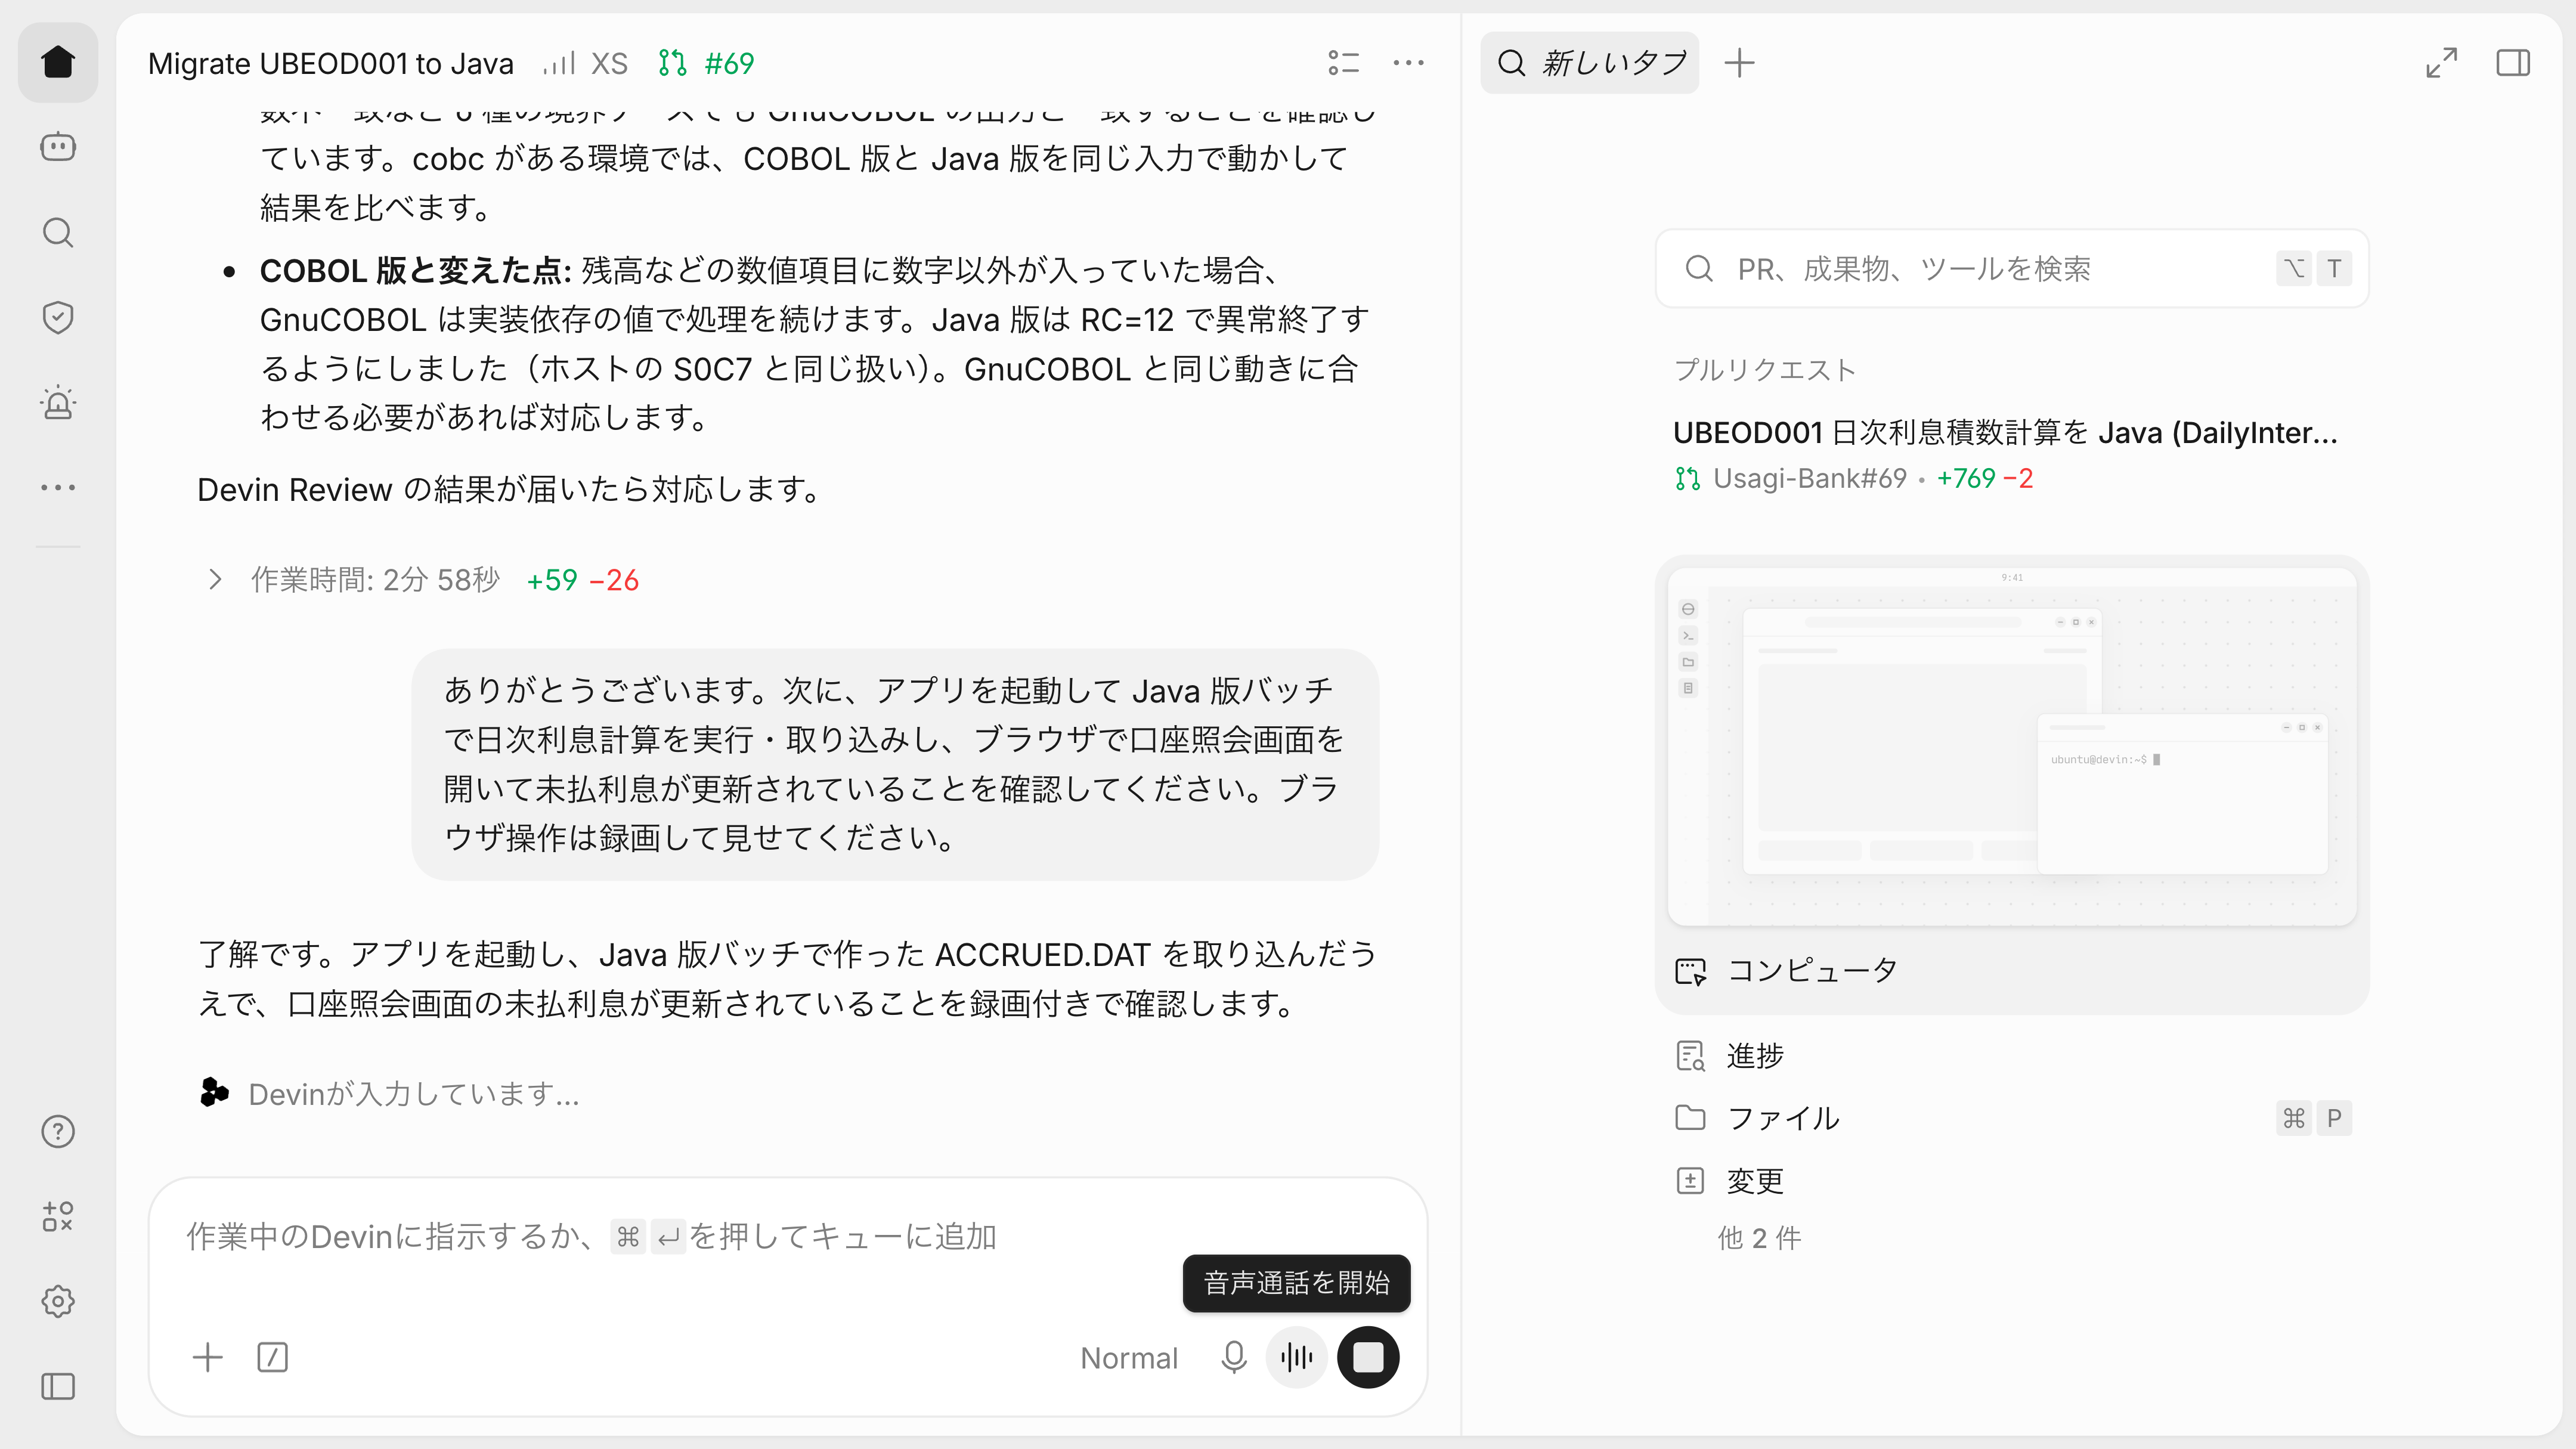 Migrate UBEOD001 to Java
XS
#69
ています。cobc がある環境では、COBOL 版と Java 版を同じ入力で動かして
結果を比べます。
COBOL 版と変えた点: 残高などの数値項目に数字以外が入っていた場合、
GnuCOBOL は実装依存の値で処理を続けます。Java 版は RC=12 で異常終了す
るようにしました（ホストの S0C7 と同じ扱い）。GnuCOBOL と同じ動きに合
わせる必要があれば対応します。
Devin Review の結果が届いたら対応します。
作業時間: 2分 58秒 +59 −26
ありがとうございます。次に、アプリを起動して Java 版バッチ
で日次利息計算を実行・取り込みし、ブラウザで口座照会画面を
開いて未払利息が更新されていることを確認してください。ブラ
ウザ操作は録画して見せてください。
了解です。アプリを起動し、Java 版バッチで作った ACCRUED.DAT を取り込んだう
えで、口座照会画面の未払利息が更新されていることを録画付きで確認します。
Devinが入力しています...
作業中のDevinに指示するか、⌘ ↵ を押してキューに追加
音声通話を開始
Normal
新しいタブ
PR、成果物、ツールを検索
⌥ T
プルリクエスト
UBEOD001 日次利息積数計算を Java (DailyInter...
Usagi-Bank#69 • +769 −2
9:41
ubuntu@devin:~$
コンピュータ
進捗
ファイル
⌘ P
変更
他 2 件